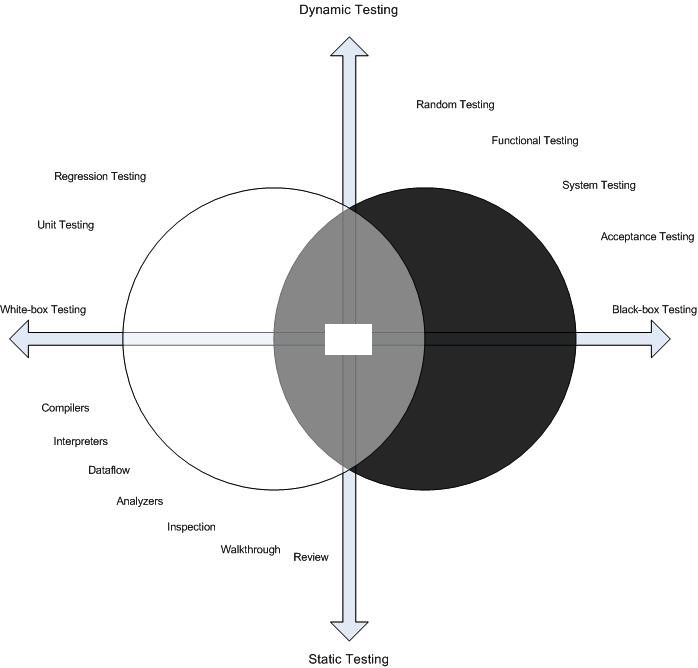 Dynamic Testing
Random Testing
Functional Testing
Regression Testing
System Testing
Unit Testing
Acceptance Testing
White-box Testing
Black-box Testing
Compilers
Interpreters
Dataflow
Analyzers
Inspection
Walkthrough
Review
Static Testing